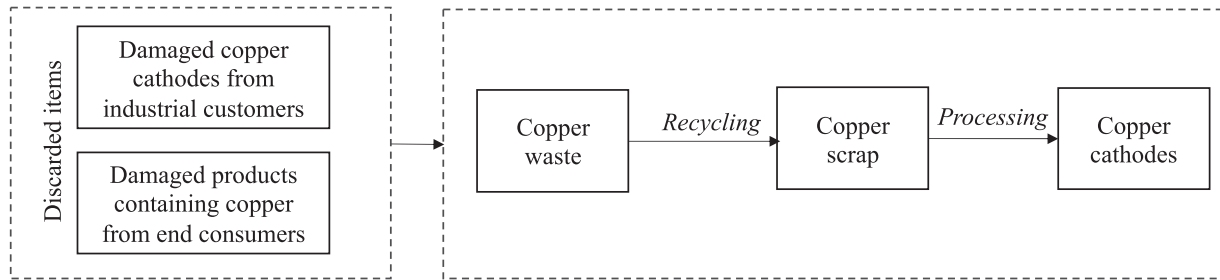 Discarded items
Damaged copper
cathodes from
industrial customers
Damaged products
containing copper
from end consumers
Copper
waste
Recycling
Copper
scrap
Processing
Copper
cathodes